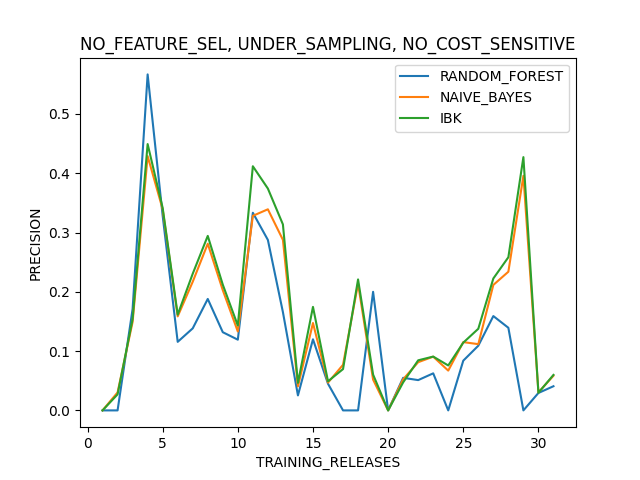 NO_FEATURE_SEL, UNDER_SAMPLING, NO_COST_SENSITIVE
RANDOM_FOREST
NAIVE_BAYES
IBK
PRECISION
0.5
0.4
0.3
0.2
0.1
0.0
0 5 10 15 20 25 30
TRAINING_RELEASES